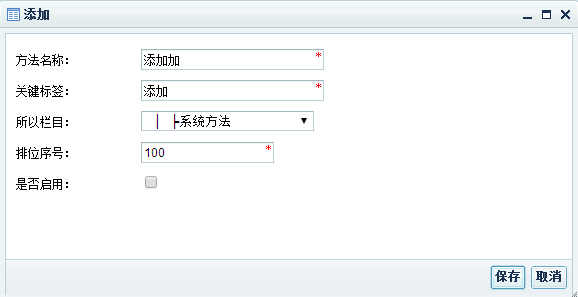 添加
方法名称： 添加加 *
关键标签： 添加 *
所以栏目： │ ├系统方法
排位序号： 100 *
是否启用：
保存 取消